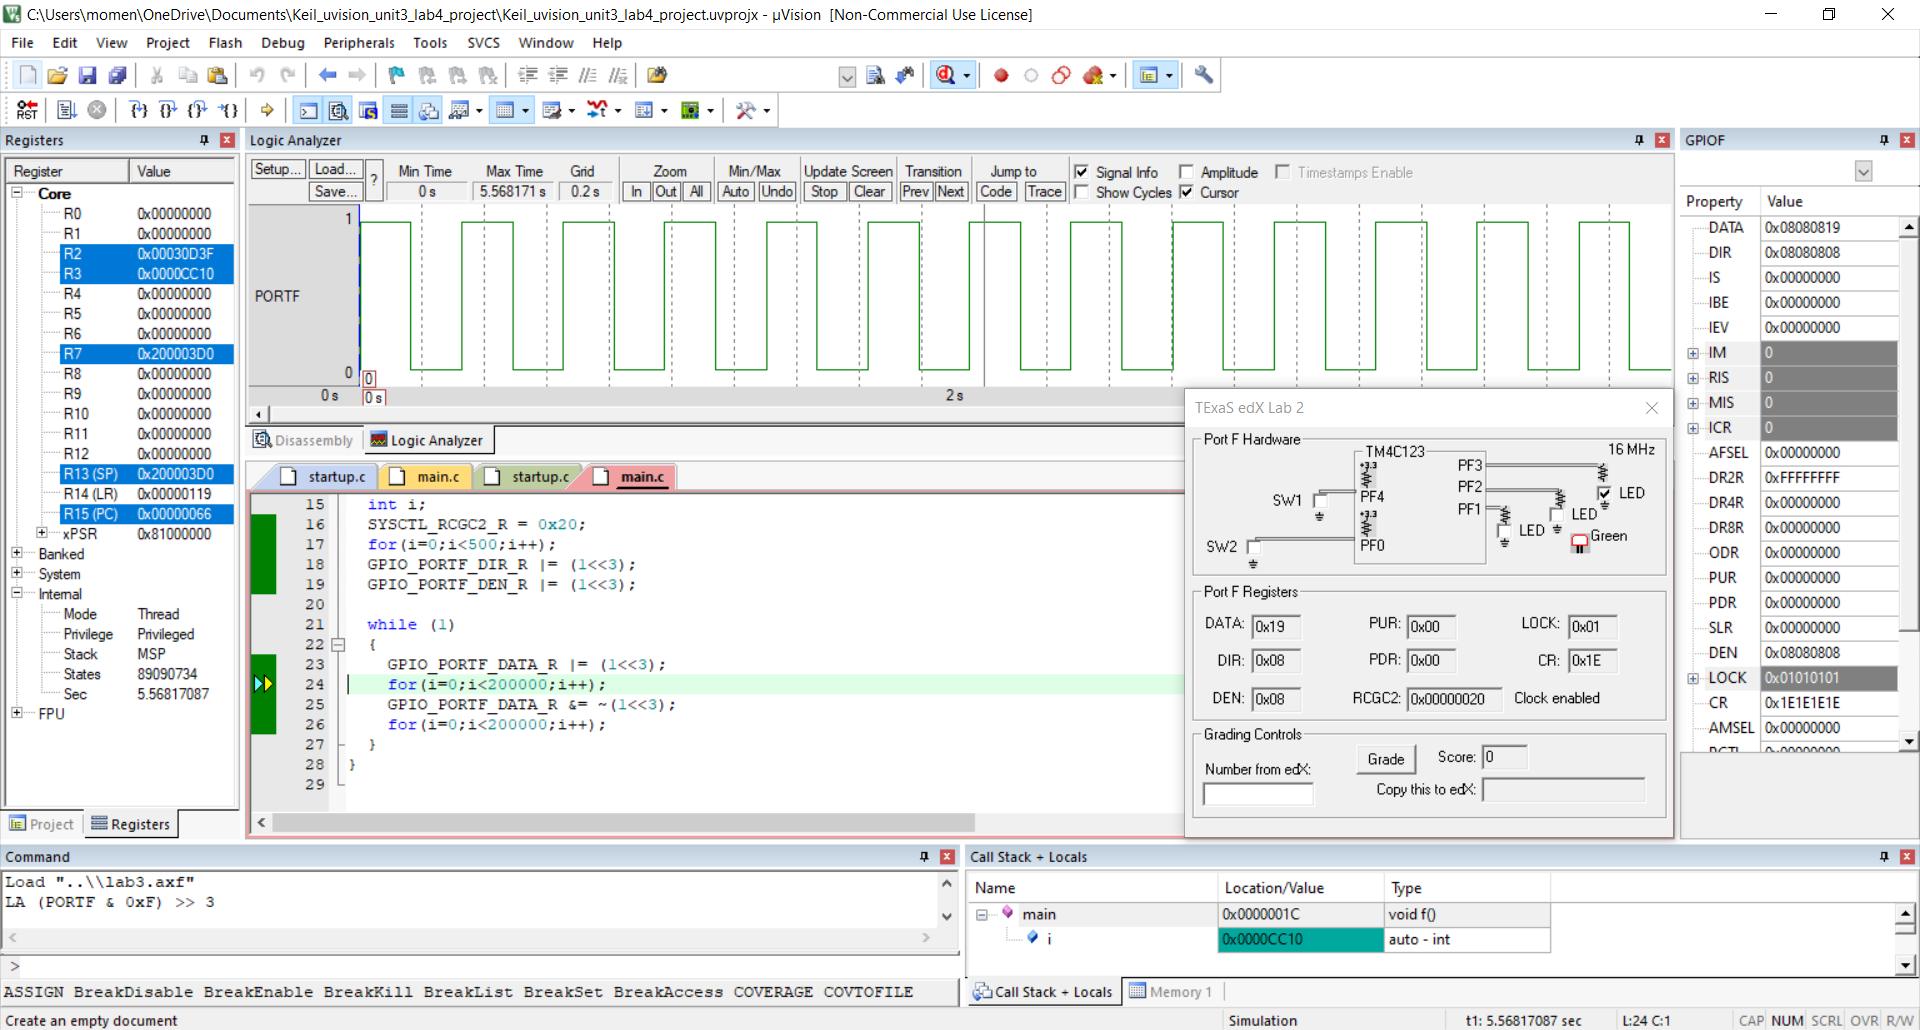 C:\Users\momen\OneDrive\Documents\Keil_uvision_unit3_lab4_project\Keil_uvision_unit3_lab4_project.uvprojx - µVision [Non-Commercial Use License]
File Edit View Project Flash Debug Peripherals Tools SVCS Window Help
RST
Registers
Register Value
Core
R0 0x00000000
R1 0x00000000
R2 0x00030D3F
R3 0x0000CC10
R4 0x00000000
R5 0x00000000
R6 0x00000000
R7 0x200003D0
R8 0x00000000
R9 0x00000000
R10 0x00000000
R11 0x00000000
R12 0x00000000
R13 (SP) 0x200003D0
R14 (LR) 0x00000119
R15 (PC) 0x00000066
xPSR 0x81000000
Banked
System
Internal
Mode Thread
Privilege Privileged
Stack MSP
States 89090734
Sec 5.56817087
FPU
Project Registers
Logic Analyzer
Setup... Load... Save... ?
Min Time Max Time Grid Zoom Min/Max Update Screen Transition Jump to
0 s 5.568171 s 0.2 s In Out All Auto Undo Stop Clear Prev Next Code Trace
Signal Info Amplitude Timestamps Enable
Show Cycles Cursor
1
PORTF
0 0
0 s 0 s 2 s
Disassembly Logic Analyzer
startup.c main.c startup.c main.c
15 int i;
16 SYSCTL_RCGC2_R = 0x20;
17 for(i=0;i<500;i++);
18 GPIO_PORTF_DIR_R |= (1<<3);
19 GPIO_PORTF_DEN_R |= (1<<3);
20
21 while (1)
22 {
23 GPIO_PORTF_DATA_R |= (1<<3);
24 for(i=0;i<200000;i++);
25 GPIO_PORTF_DATA_R &= ~(1<<3);
26 for(i=0;i<200000;i++);
27 }
28 }
29
TExaS edX Lab 2
Port F Hardware
TM4C123 16 MHz
+3.3 PF3
SW1 PF4 PF2 LED
+3.3 PF1 LED
SW2 PF0 LED Green
Port F Registers
DATA: 0x19 PUR: 0x00 LOCK: 0x01
DIR: 0x08 PDR: 0x00 CR: 0x1E
DEN: 0x08 RCGC2: 0x00000020 Clock enabled
Grading Controls
Number from edX: Grade Score: 0
Copy this to edX:
GPIOF
Property Value
DATA 0x08080819
DIR 0x08080808
IS 0x00000000
IBE 0x00000000
IEV 0x00000000
IM 0
RIS 0
MIS 0
ICR 0
AFSEL 0x00000000
DR2R 0xFFFFFFFF
DR4R 0x00000000
DR8R 0x00000000
ODR 0x00000000
PUR 0x00000000
PDR 0x00000000
SLR 0x00000000
DEN 0x08080808
LOCK 0x01010101
CR 0x1E1E1E1E
AMSEL 0x00000000
Command
Load "..\\lab3.axf"
LA (PORTF & 0xF) >> 3
>
ASSIGN BreakDisable BreakEnable BreakKill BreakList BreakSet BreakAccess COVERAGE COVTOFILE
Call Stack + Locals
Name Location/Value Type
main 0x0000001C void f()
i 0x0000CC10 auto - int
Call Stack + Locals Memory 1
Create an empty document Simulation t1: 5.56817087 sec L:24 C:1 CAP NUM SCRL OVR R/W